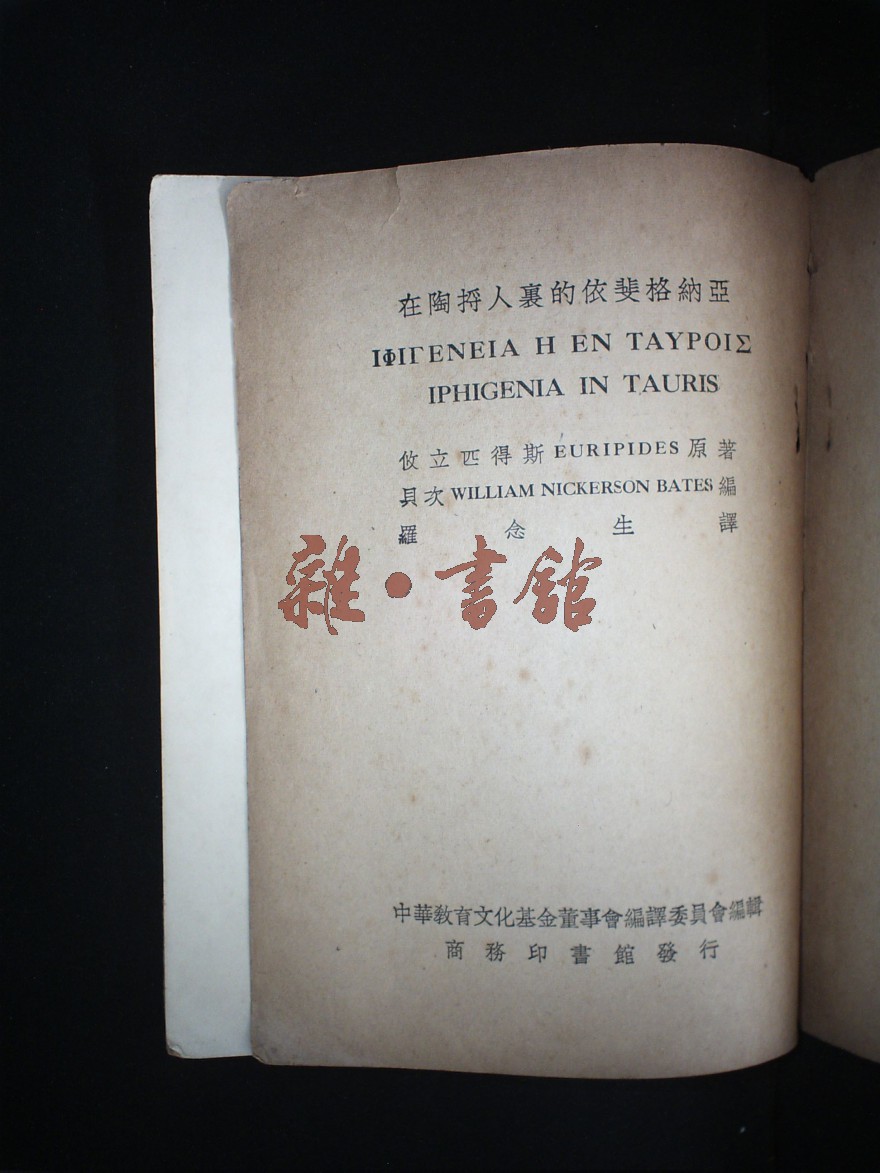 在陶捋人裏的依斐格納亞
ΙΦΙΓΕΝΕΙΑ Η ΕΝ ΤΑΥΡΟΙΣ
IPHIGENIA IN TAURIS
攸立匹得斯 EURIPIDES 原著
貝次 WILLIAM NICKERSON BATES 編
羅念生譯
雜·書館
中華教育文化基金董事會編譯委員會編輯
商務印書館發行